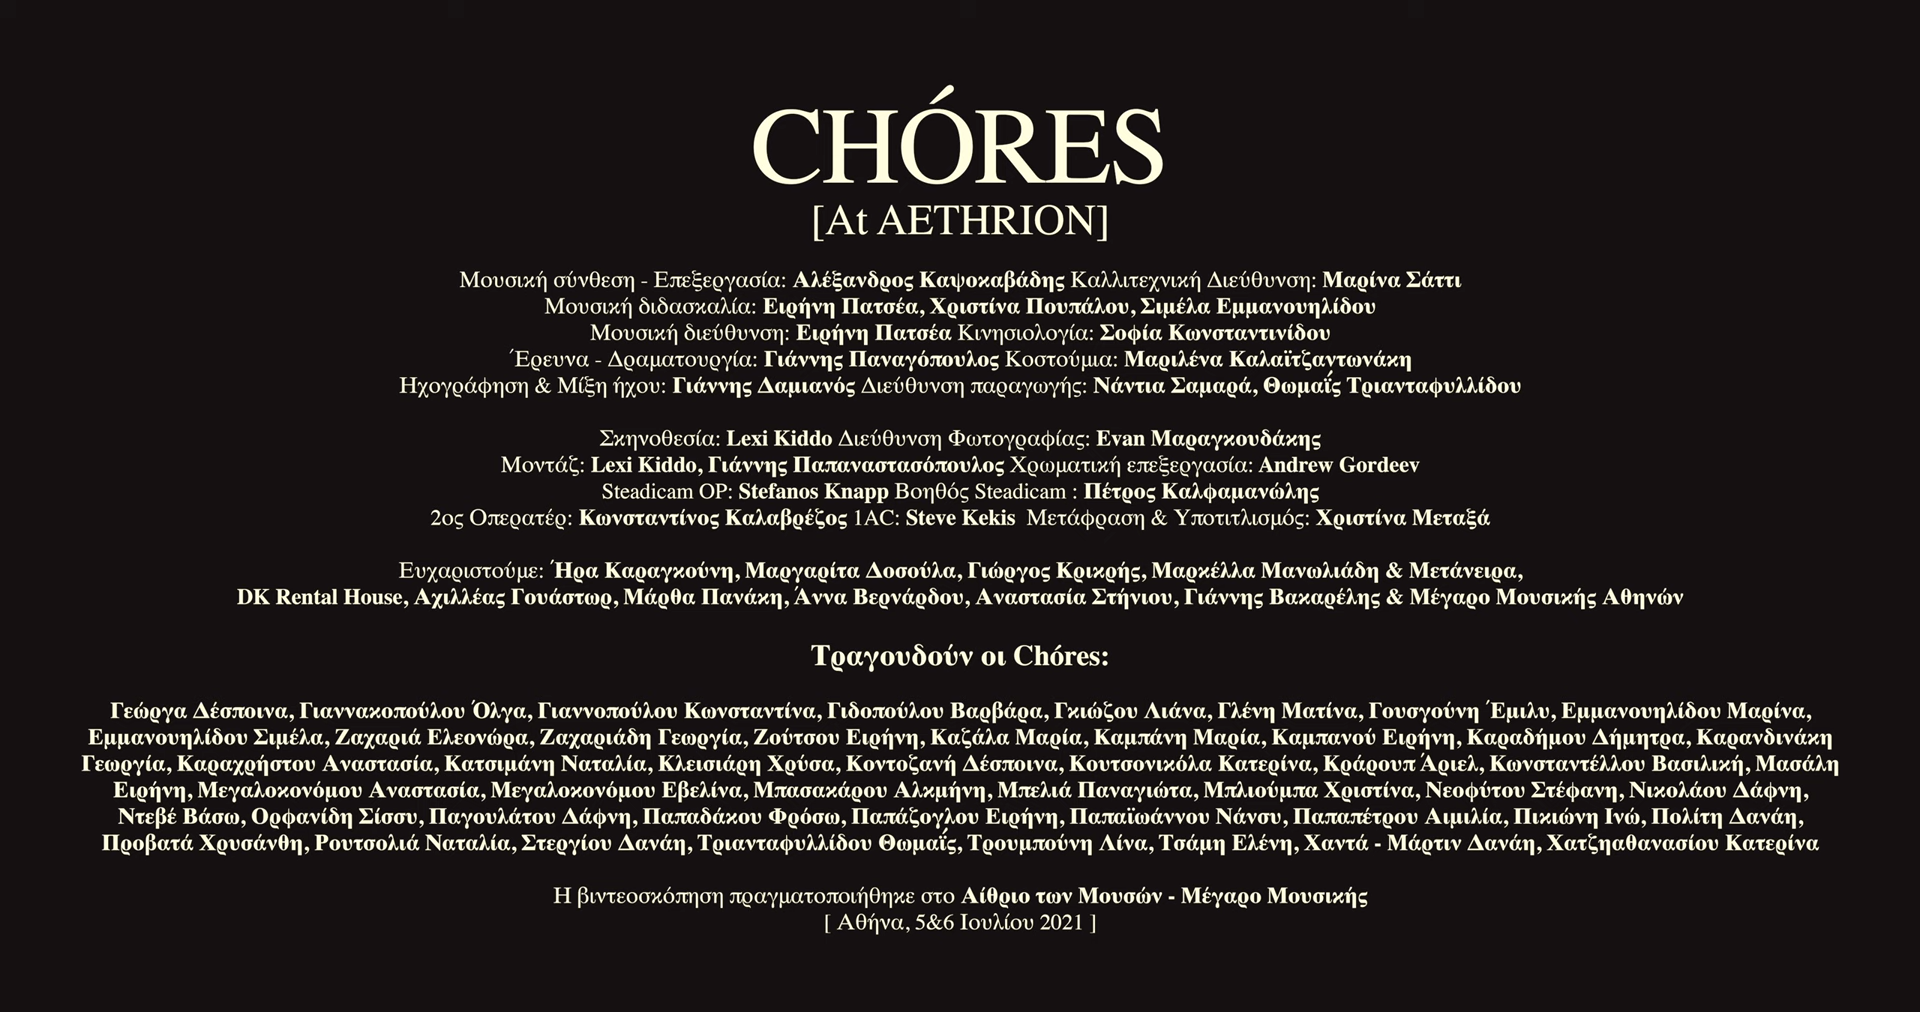 CHÓRES
[At AETHRION]
Μουσική σύνθεση - Επεξεργασία: Αλέξανδρος Καψοκαβάδης Καλλιτεχνική Διεύθυνση: Μαρίνα Σάττι
Μουσική διδασκαλία: Ειρήνη Πατσέα, Χριστίνα Πουπάλου, Σιμέλα Εμμανουηλίδου
Μουσική διεύθυνση: Ειρήνη Πατσέα Κινησιολογία: Σοφία Κωνσταντινίδου
Έρευνα - Δραματουργία: Γιάννης Παναγόπουλος Κοστούμια: Μαριλένα Καλαϊτζαντωνάκη
Ηχογράφηση & Μίξη ήχου: Γιάννης Δαμιανός Διεύθυνση παραγωγής: Νάντια Σαμαρά, Θωμαΐς Τριανταφυλλίδου
Σκηνοθεσία: Lexi Kiddo Διεύθυνση Φωτογραφίας: Evan Μαραγκουδάκης
Μοντάζ: Lexi Kiddo, Γιάννης Παπαναστασόπουλος Χρωματική επεξεργασία: Andrew Gordeev
Steadicam OP: Stefanos Knapp Βοηθός Steadicam : Πέτρος Καλφαμανώλης
2ος Οπερατέρ: Κωνσταντίνος Καλαβρέζος 1AC: Steve Kekis Μετάφραση & Υποτιτλισμός: Χριστίνα Μεταξά
Ευχαριστούμε: Ήρα Καραγκούνη, Μαργαρίτα Δοσούλα, Γιώργος Κρικρής, Μαρκέλλα Μανωλιάδη & Μετάνειρα,
DK Rental House, Αχιλλέας Γουάστωρ, Μάρθα Πανάκη, Άννα Βερνάρδου, Αναστασία Στήνιου, Γιάννης Βακαρέλης & Μέγαρο Μουσικής Αθηνών
Τραγουδούν οι Chóres:
Γεώργα Δέσποινα, Γιαννακοπούλου Όλγα, Γιαννοπούλου Κωνσταντίνα, Γιδοπούλου Βαρβάρα, Γκιώζου Λιάνα, Γλένη Ματίνα, Γουσγούνη Έμιλυ, Εμμανουηλίδου Μαρίνα,
Εμμανουηλίδου Σιμέλα, Ζαχαριά Ελεονώρα, Ζαχαριάδη Γεωργία, Ζούτσου Ειρήνη, Καζάλα Μαρία, Καμπάνη Μαρία, Καμπανού Ειρήνη, Καραδήμου Δήμητρα, Καρανδινάκη
Γεωργία, Καραχρήστου Αναστασία, Κατσιμάνη Ναταλία, Κλεισιάρη Χρύσα, Κοντοζανή Δέσποινα, Κουτσονικόλα Κατερίνα, Κράρουπ Άριελ, Κωνσταντέλλου Βασιλική, Μασάλη
Ειρήνη, Μεγαλοκονόμου Αναστασία, Μεγαλοκονόμου Εβελίνα, Μπασακάρου Αλκμήνη, Μπελιά Παναγιώτα, Μπλιούμπα Χριστίνα, Νεοφύτου Στέφανη, Νικολάου Δάφνη,
Ντεβέ Βάσω, Ορφανίδη Σίσσυ, Παγουλάτου Δάφνη, Παπαδάκου Φρόσω, Παπάζογλου Ειρήνη, Παπαϊωάννου Νάνσυ, Παπαπέτρου Αιμιλία, Πικιώνη Ινώ, Πολίτη Δανάη,
Προβατά Χρυσάνθη, Ρουτσολιά Ναταλία, Στεργίου Δανάη, Τριανταφυλλίδου Θωμαΐς, Τρουμπούνη Λίνα, Τσάμη Ελένη, Χαντά - Μάρτιν Δανάη, Χατζηαθανασίου Κατερίνα
Η βιντεοσκόπηση πραγματοποιήθηκε στο Αίθριο των Μουσών - Μέγαρο Μουσικής
[ Αθήνα, 5&6 Ιουλίου 2021 ]